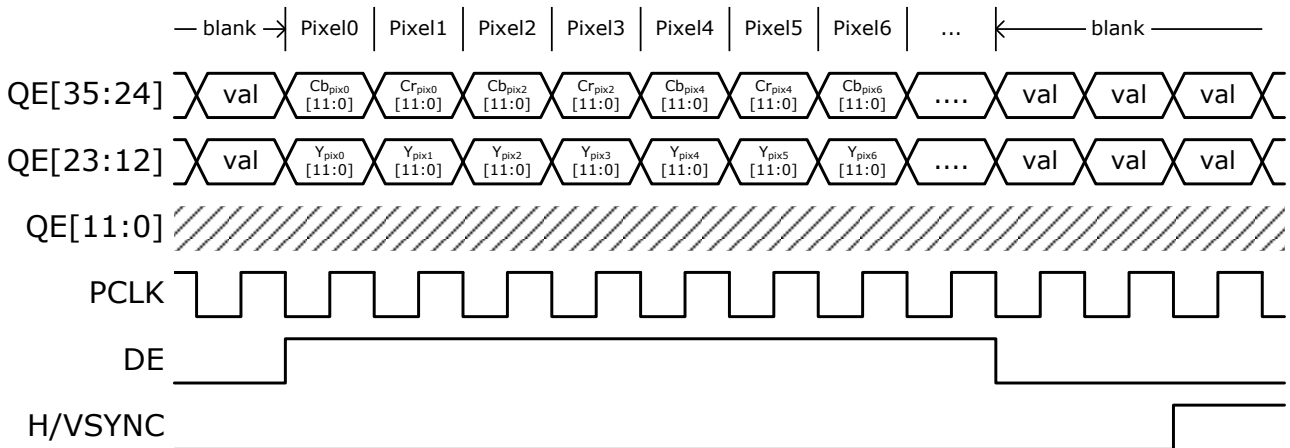 blank Pixel0 Pixel1 Pixel2 Pixel3 Pixel4 Pixel5 Pixel6 ... blank
QE[35:24] val Cbpix0 [11:0] Crpix0 [11:0] Cbpix2 [11:0] Crpix2 [11:0] Cbpix4 [11:0] Crpix4 [11:0] Cbpix6 [11:0] .... val val val
QE[23:12] val Ypix0 [11:0] Ypix1 [11:0] Ypix2 [11:0] Ypix3 [11:0] Ypix4 [11:0] Ypix5 [11:0] Ypix6 [11:0] .... val val val
QE[11:0]
PCLK
DE
H/VSYNC